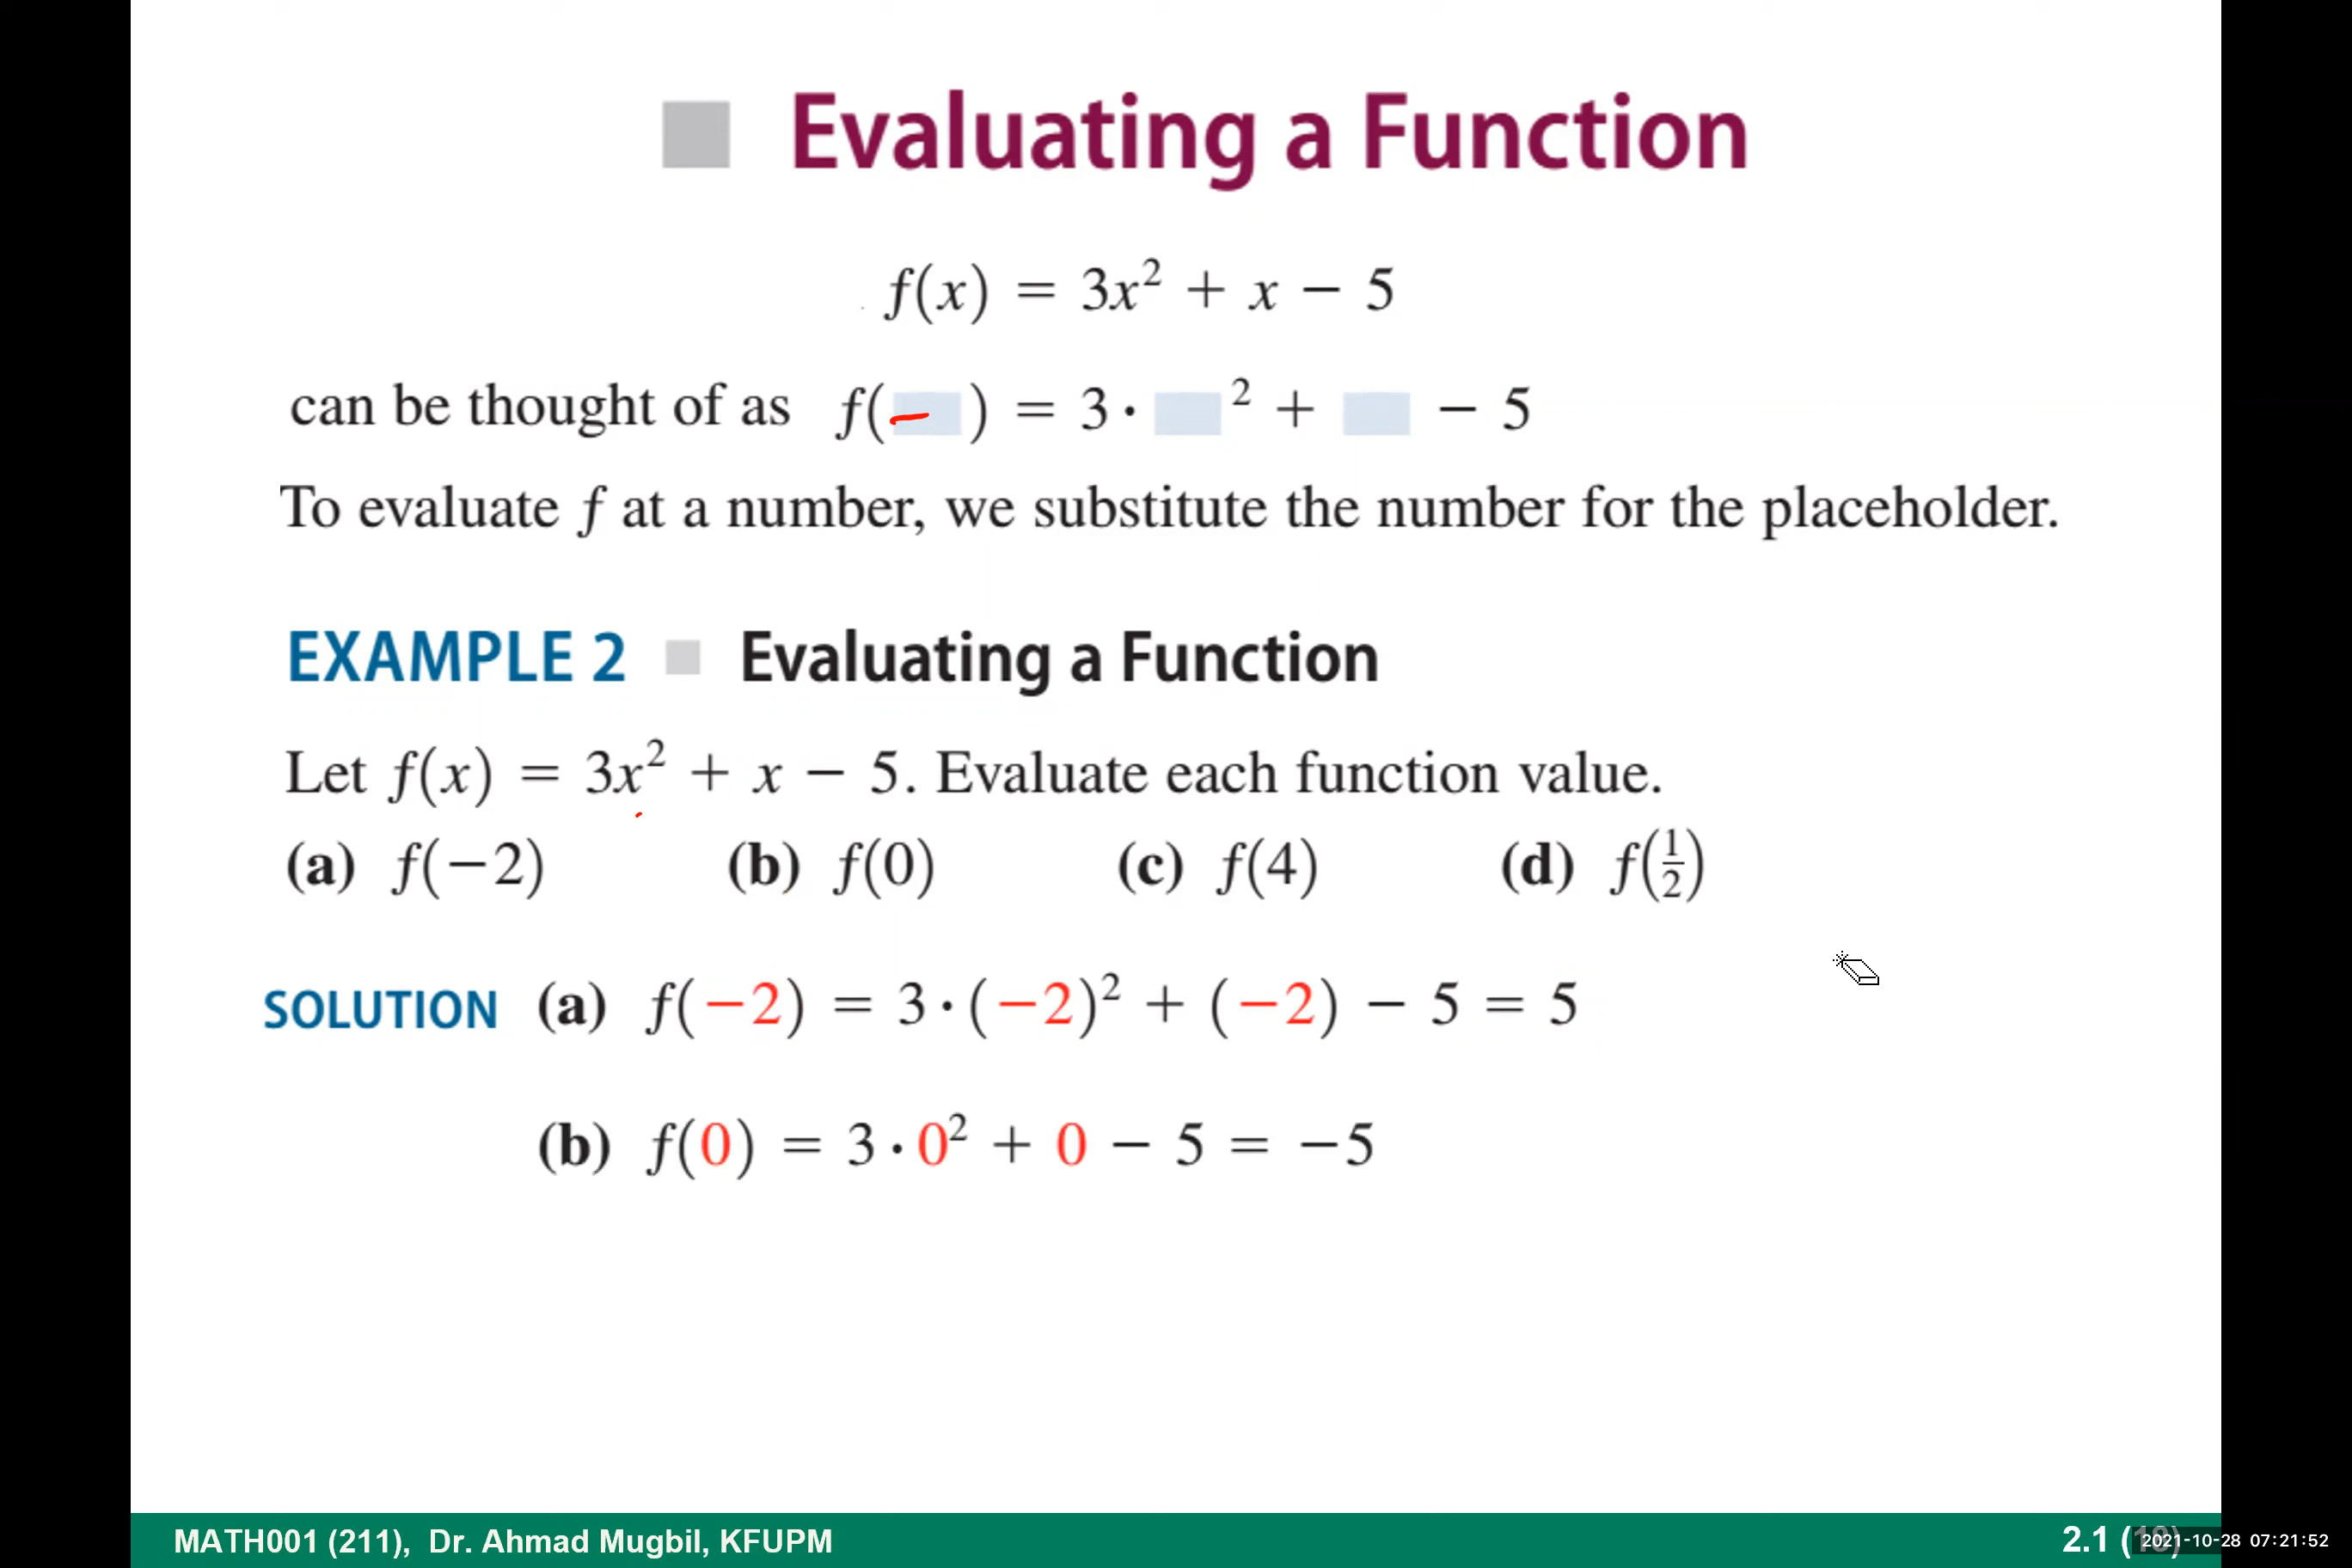 Evaluating a Function
f(x) = 3x² + x − 5
can be thought of as f( ) = 3 · ² + − 5
To evaluate f at a number, we substitute the number for the placeholder.
EXAMPLE 2 Evaluating a Function
Let f(x) = 3x² + x − 5. Evaluate each function value.
(a) f(−2) (b) f(0) (c) f(4) (d) f(½)
SOLUTION (a) f(−2) = 3 · (−2)² + (−2) − 5 = 5
(b) f(0) = 3 · 0² + 0 − 5 = −5
MATH001 (211), Dr. Ahmad Mugbil, KFUPM
2.1 2021-10-28 07:21:52